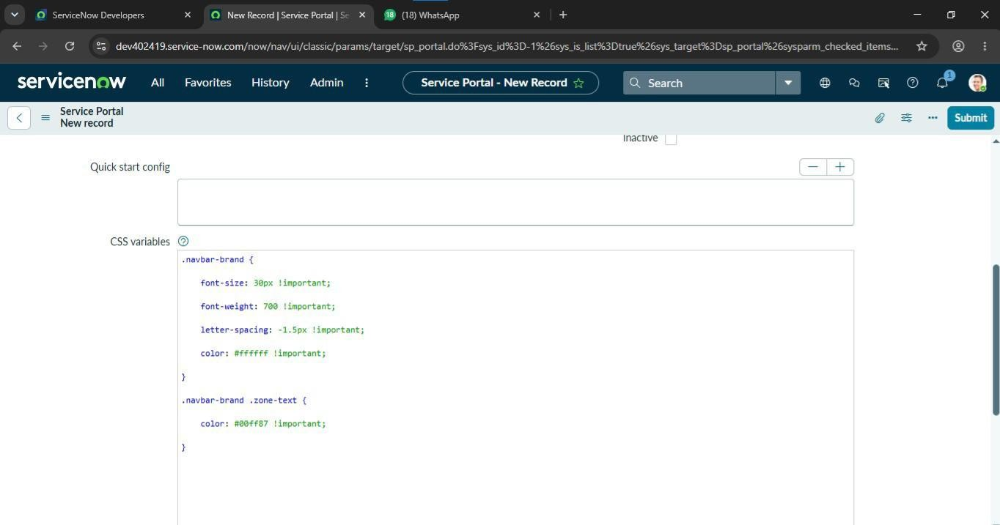 ServiceNow Developers
New Record | Service Portal | Se
18 (18) WhatsApp
dev402419.service-now.com/now/nav/ui/classic/params/target/sp_portal.do%3Fsys_id%3D-1%26sys_is_list%3Dtrue%26sys_target%3Dsp_portal%26sysparm_checked_items...
servicenow All Favorites History Admin Service Portal - New Record Search 1
Service Portal
New record
Submit
Inactive
Quick start config
CSS variables
.navbar-brand {
font-size: 30px !important;
font-weight: 700 !important;
letter-spacing: -1.5px !important;
color: #ffffff !important;
}
.navbar-brand .zone-text {
color: #00ff87 !important;
}